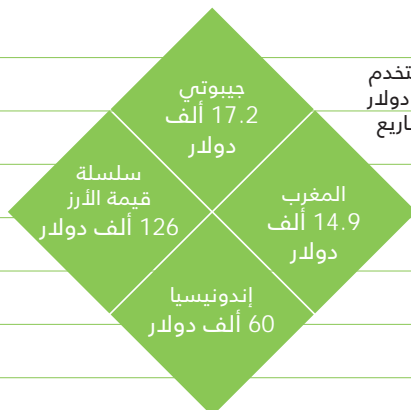 تخدم
دولار
اريع
جيبوتي
17.2 ألف
دولار
المغرب
14.9 ألف
دولار
سلسلة
قيمة الأرز
126 ألف دولار
إندونيسيا
60 ألف دولار